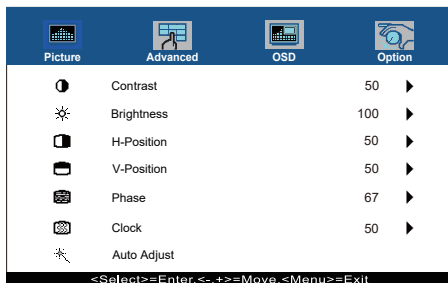 Picture Advanced OSD Option
Contrast 50
Brightness 100
H-Position 50
V-Position 50
Phase 67
Clock 50
Auto Adjust
<Select>=Enter,<-,+>=Move,<Menu>=Exit